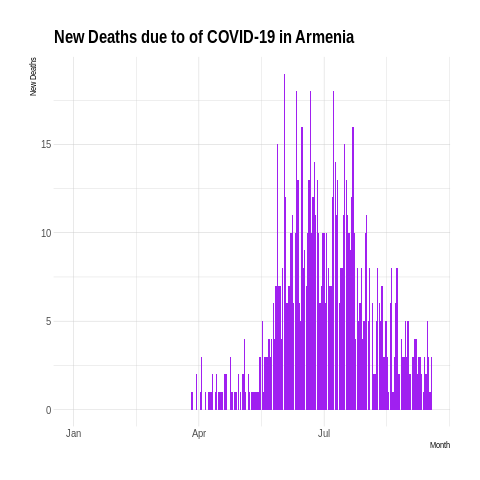 New Deaths due to of COVID-19 in Armenia
New Deaths
15
10
5
0
Jan Apr Jul
Month